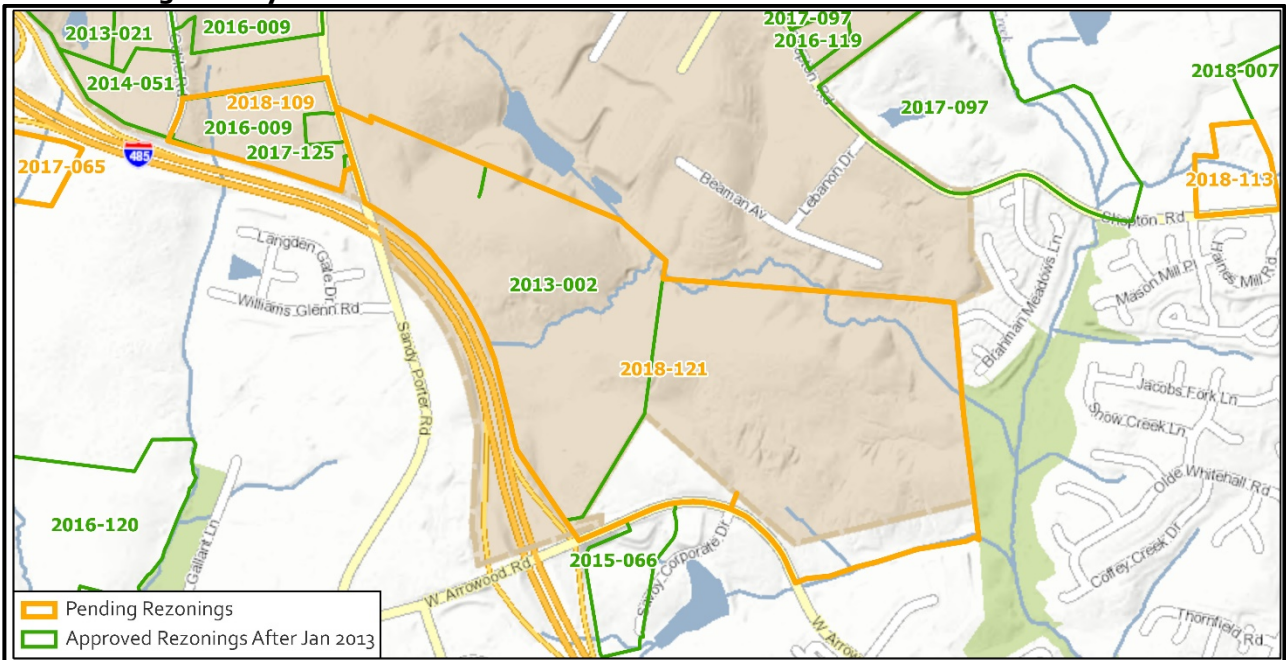 2013-021
2016-009
2017-097
2016-119
2014-051
2018-007
2018-109
2017-097
2016-009
2017-125
485
2017-065
2018-113
Beaman Av
Lebanon Dr
Shopton Rd
Langden Gate Dr
Williams Glenn Rd
Haines Mill Rd
Mason Mill Pl
2013-002
Brahman Meadows Ln
Sandy Porter Rd
2018-121
Jacobs Fork Ln
Snow Creek Ln
Olde Whitehall Rd
2016-120
Gallant Ln
2015-066
Savoy Corporate Dr
Coffey Creek Dr
W Arrowood Rd
Thornfield Rd
W Arrow
Pending Rezonings
Approved Rezonings After Jan 2013